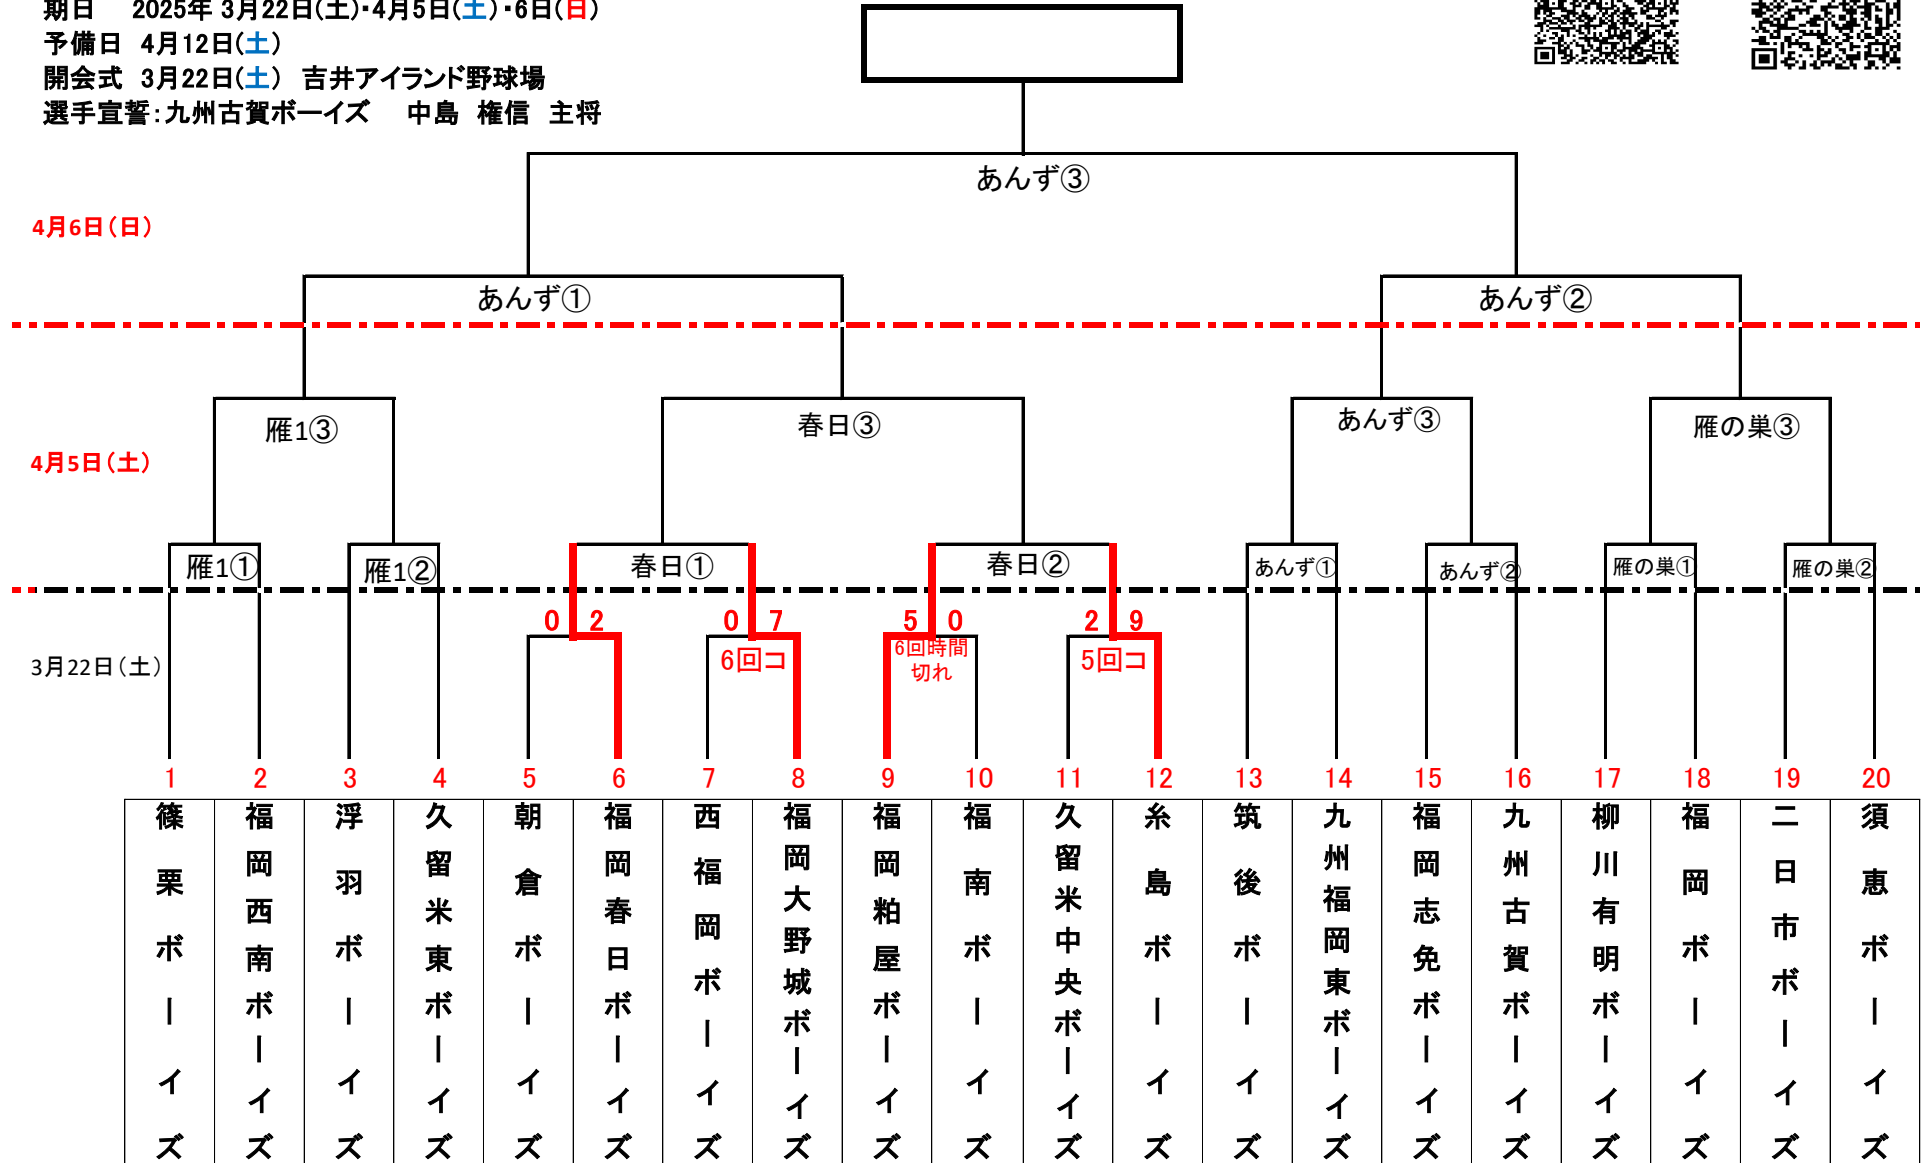 期日　2025年 3月22日(土)・4月5日(土)・6日(日)
予備日　4月12日(土)
開会式　3月22日(土)　吉井アイランド野球場
選手宣誓：九州古賀ボーイズ　中島　権信　主将
あんず③
4月6日(日)
あんず①
あんず②
雁1③
春日③
あんず③
雁の巣③
4月5日(土)
雁1①
雁1②
春日①
春日②
あんず①
あんず②
雁の巣①
雁の巣②
0 2
0 7
5 0
2 9
3月22日(土)
6回コ
6回時間
切れ
5回コ
1 2 3 4 5 6 7 8 9 10 11 12 13 14 15 16 17 18 19 20
篠栗ボーイズ
福岡西南ボーイズ
浮羽ボーイズ
久留米東ボーイズ
朝倉ボーイズ
福岡春日ボーイズ
西福岡ボーイズ
福岡大野城ボーイズ
福岡粕屋ボーイズ
福南ボーイズ
久留米中央ボーイズ
糸島ボーイズ
筑後ボーイズ
九州福岡東ボーイズ
福岡志免ボーイズ
九州古賀ボーイズ
柳川有明ボーイズ
福岡ボーイズ
二日市ボーイズ
須恵ボーイズ